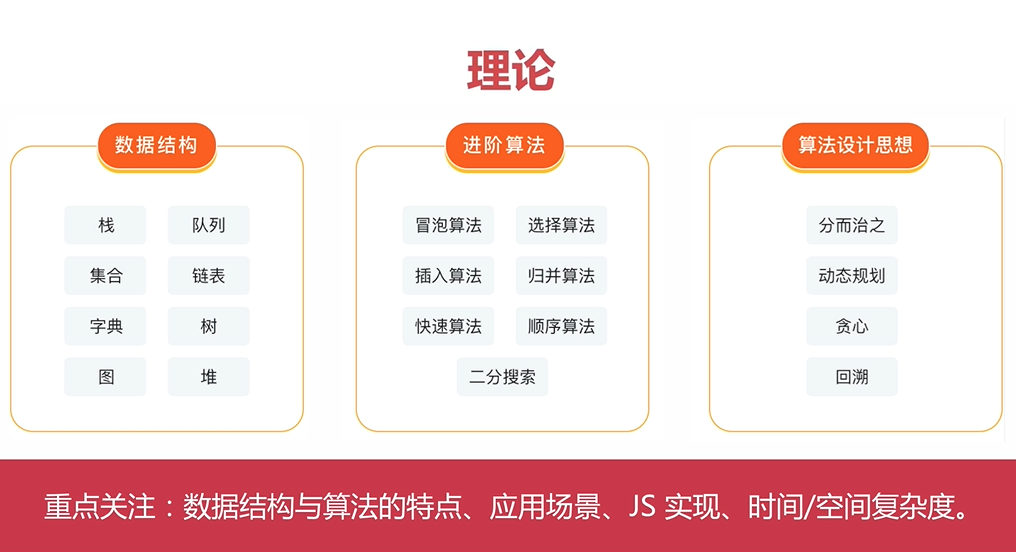 理论
数据结构
栈
队列
集合
链表
字典
树
图
堆
进阶算法
冒泡算法
选择算法
插入算法
归并算法
快速算法
顺序算法
二分搜索
算法设计思想
分而治之
动态规划
贪心
回溯
重点关注：数据结构与算法的特点、应用场景、JS 实现、时间/空间复杂度。